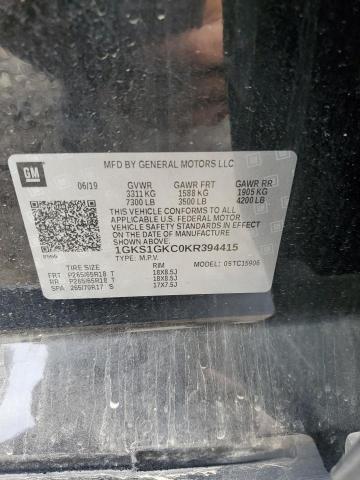 GM
MFD BY GENERAL MOTORS LLC
06/19 GVWR GAWR FRT GAWR RR
3311 KG 1588 KG 1905 KG
7300 LB 3500 LB 4200 LB
THIS VEHICLE CONFORMS TO ALL
APPLICABLE U.S. FEDERAL MOTOR
VEHICLE SAFETY STANDARDS IN
EFFECT ON THE DATE OF
MANUFACTURE SHOWN ABOVE.
1GKS1GKC0KR394415
TYPE: M.P.V. MODEL: 05TC15906
TIRE SIZE RIM
FRT P265/65R18 T 18X8.5J
RR P265/65R18 T 18X8.5J
SPA 265/70R17 S 17X7.5J